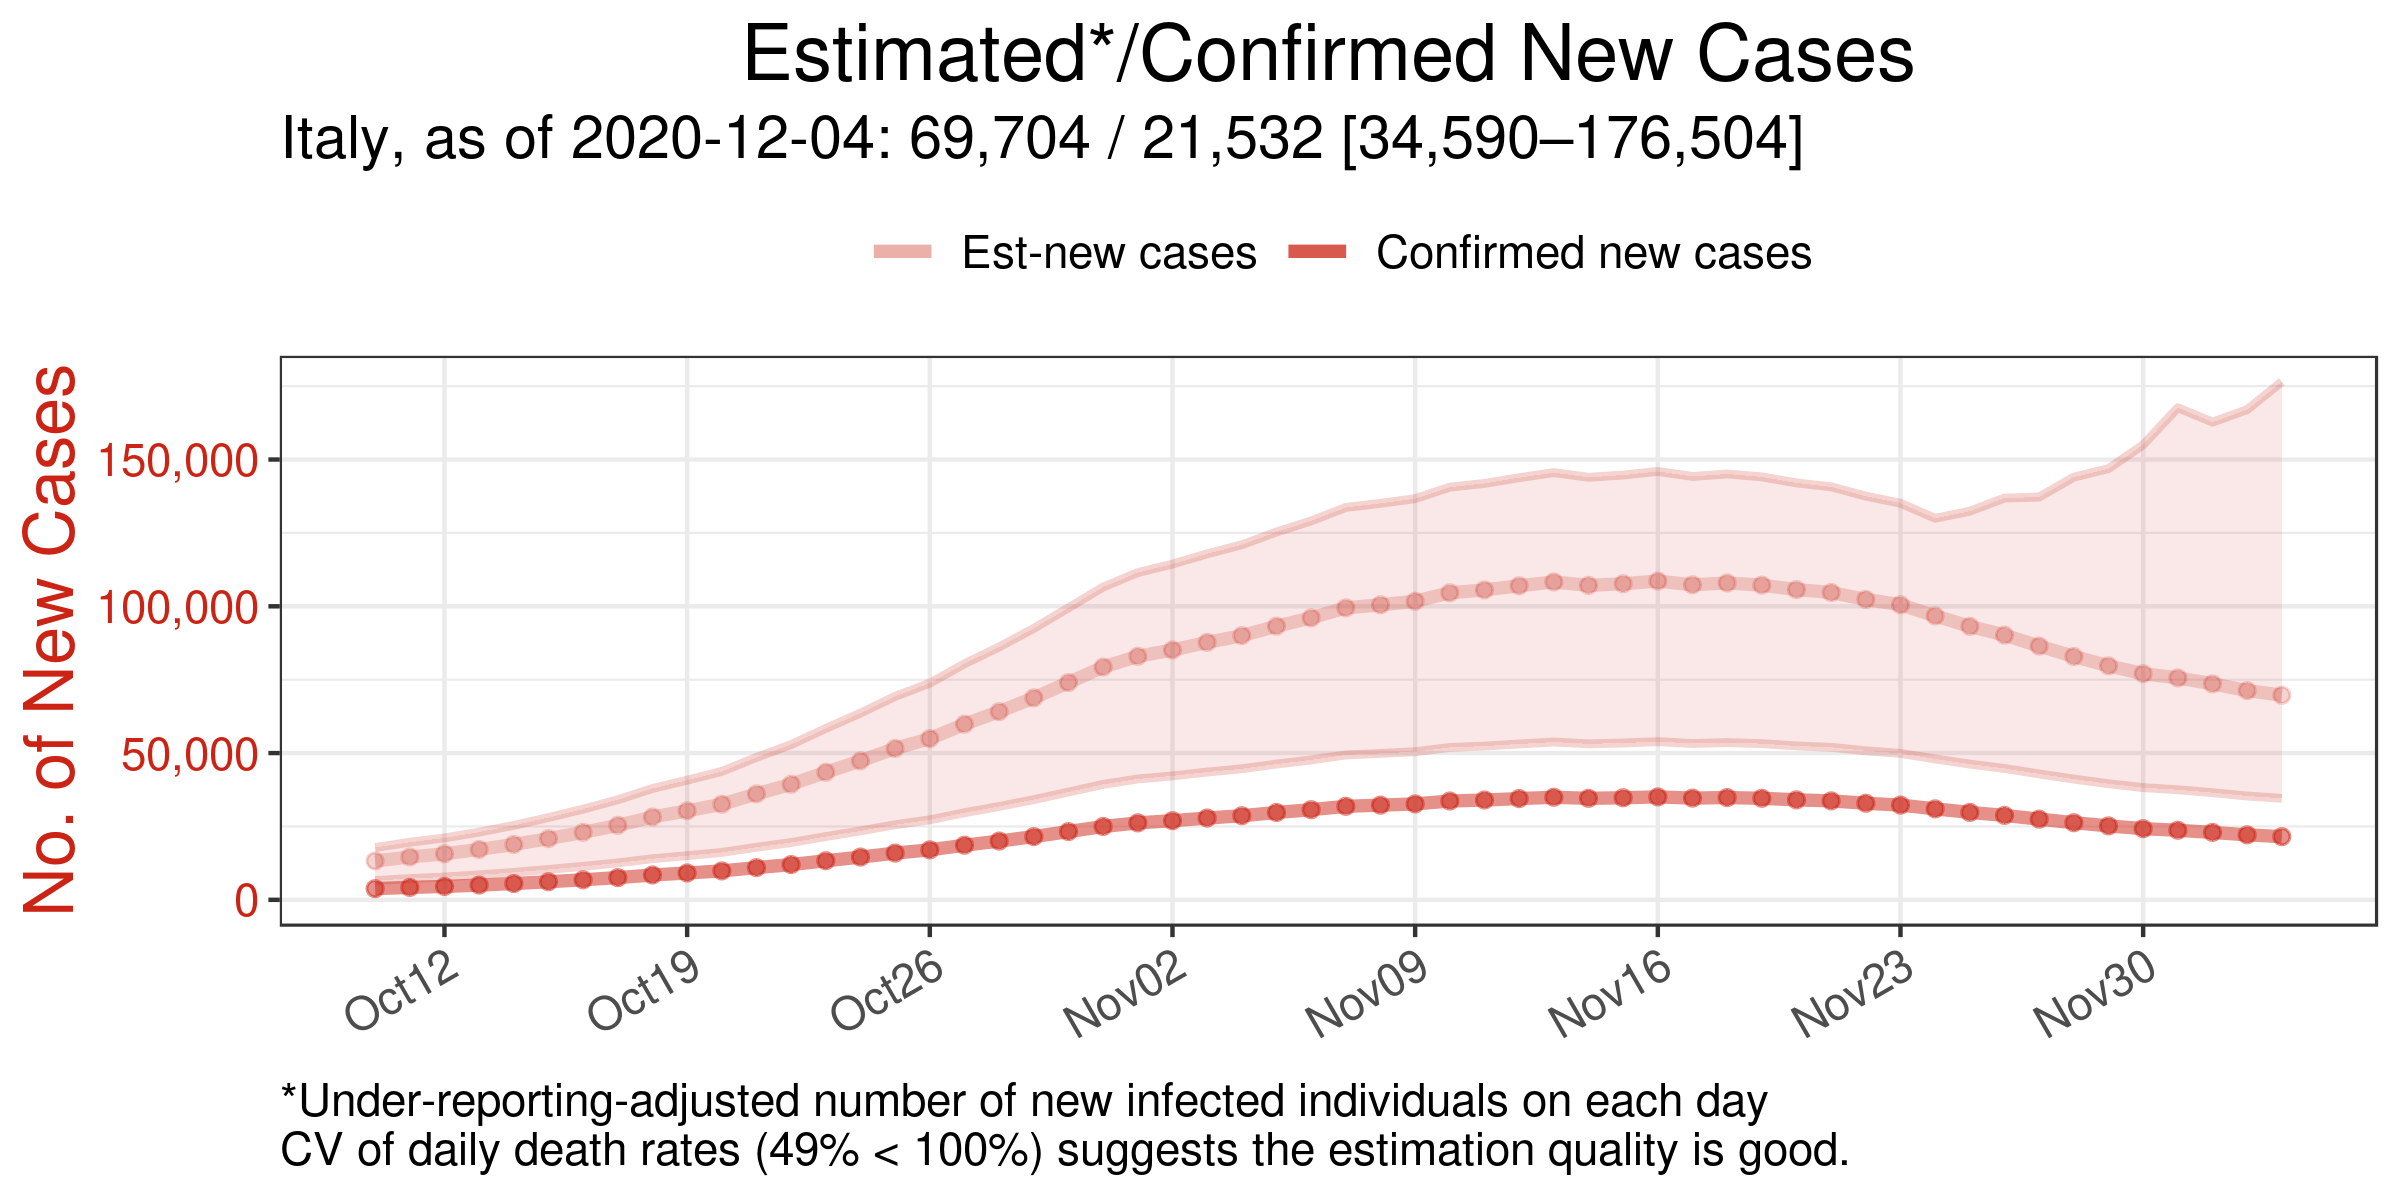 Estimated*/Confirmed New Cases
Italy, as of 2020-12-04: 69,704 / 21,532 [34,590–176,504]
Est-new cases
Confirmed new cases
No. of New Cases
150,000
100,000
50,000
0
Oct12
Oct19
Oct26
Nov02
Nov09
Nov16
Nov23
Nov30
*Under-reporting-adjusted number of new infected individuals on each day
CV of daily death rates (49% < 100%) suggests the estimation quality is good.